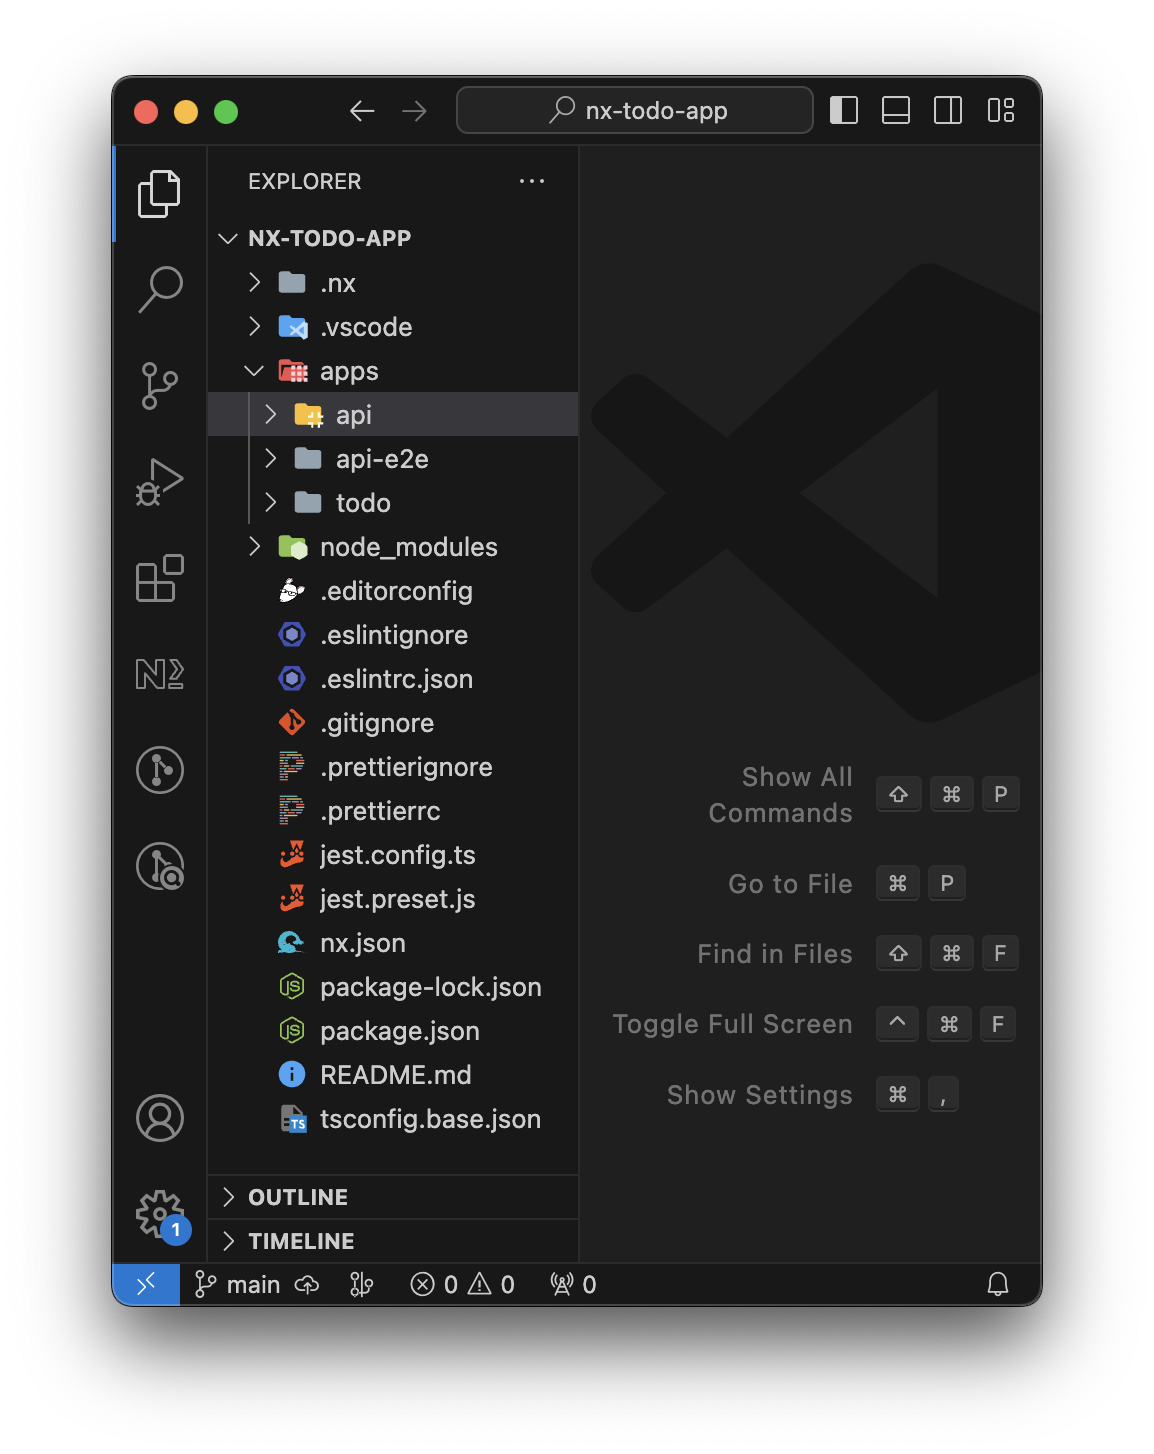 nx-todo-app
EXPLORER
NX-TODO-APP
.nx
.vscode
apps
api
api-e2e
todo
node_modules
.editorconfig
.eslintignore
.eslintrc.json
.gitignore
.prettierignore
.prettierrc
jest.config.ts
jest.preset.js
nx.json
package-lock.json
package.json
README.md
tsconfig.base.json
OUTLINE
TIMELINE
Show All
Commands
⇧ ⌘ P
Go to File ⌘ P
Find in Files ⇧ ⌘ F
Toggle Full Screen ^ ⌘ F
Show Settings ⌘ ,
1
main 0 0 0